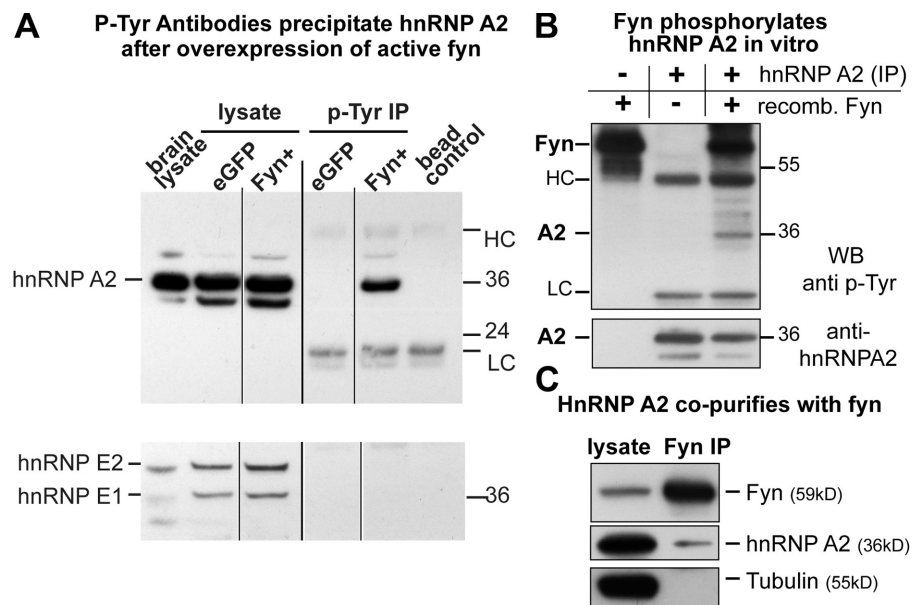 A
P-Tyr Antibodies precipitate hnRNP A2
after overexpression of active fyn
lysate
p-Tyr IP
brain
lysate
eGFP
Fyn+
eGFP
Fyn+
bead
control
HC
hnRNP A2
36
24
LC
hnRNP E2
hnRNP E1
36
B
Fyn phosphorylates
hnRNP A2 in vitro
- + + hnRNP A2 (IP)
+ - + recomb. Fyn
Fyn
55
HC
A2
36
WB
anti p-Tyr
LC
A2
36
anti-
hnRNPA2
C
HnRNP A2 co-purifies with fyn
lysate Fyn IP
Fyn (59kD)
hnRNP A2 (36kD)
Tubulin (55kD)